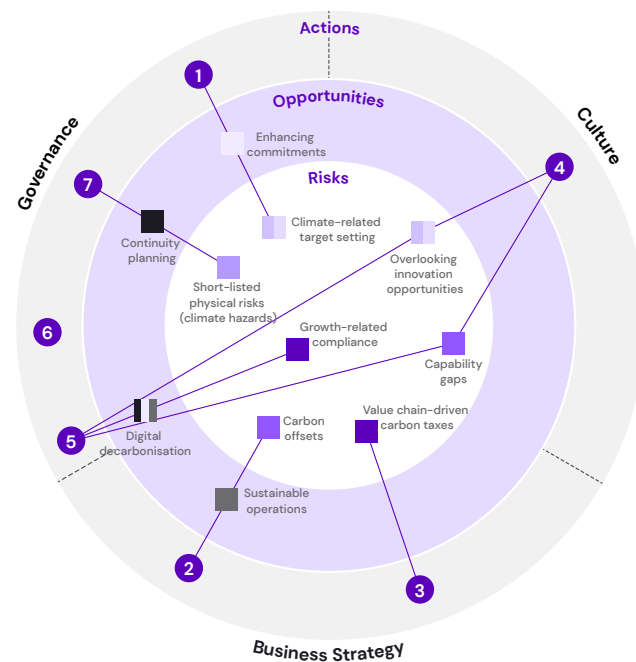 Actions
1
Opportunities
Enhancing
commitments
Culture
Governance
4
Risks
7
Climate-related
target setting
Continuity
planning
Overlooking
innovation
opportunities
Short-listed
physical risks
(climate hazards)
6
Growth-related
compliance
Capability
gaps
5
Digital
decarbonisation
Carbon
offsets
Value chain-driven
carbon taxes
Sustainable
operations
2
3
Business Strategy